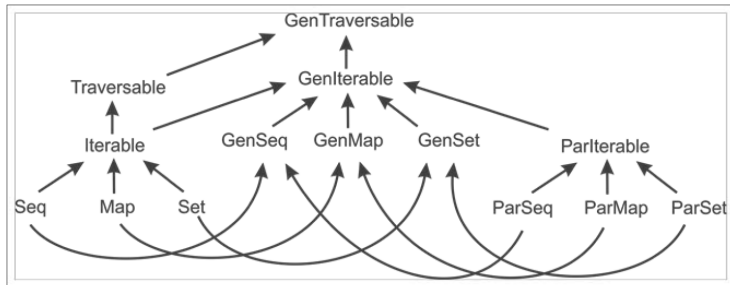 GenTraversable
Traversable
GenIterable
Iterable
GenSeq
GenMap
GenSet
ParIterable
Seq
Map
Set
ParSeq
ParMap
ParSet